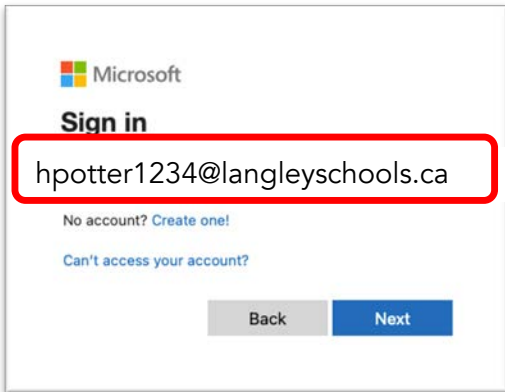 Microsoft
Sign in
hpotter1234@langleyschools.ca
No account? Create one!
Can't access your account?
Back Next